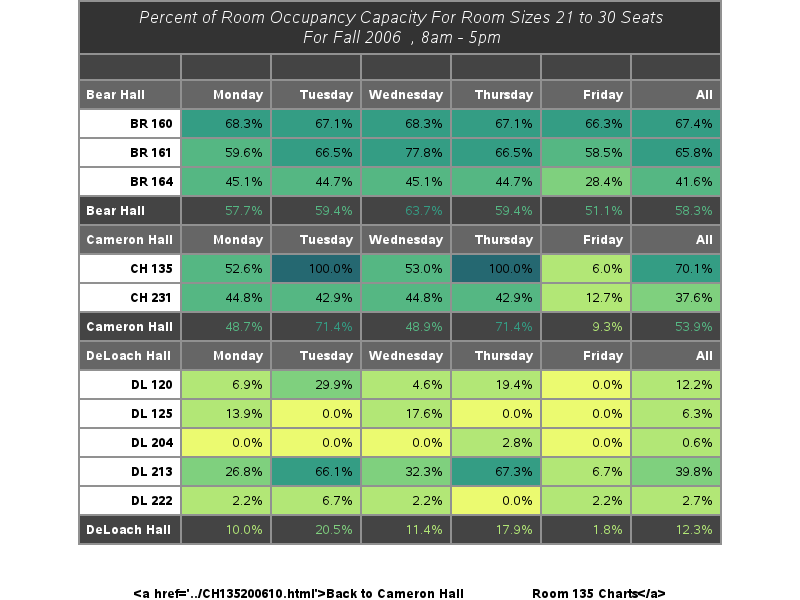 Percent of Room Occupancy Capacity For Room Sizes 21 to 30 Seats
For Fall 2006 , 8am - 5pm
Bear Hall Monday Tuesday Wednesday Thursday Friday All
BR 160 68.3% 67.1% 68.3% 67.1% 66.3% 67.4%
BR 161 59.6% 66.5% 77.8% 66.5% 58.5% 65.8%
BR 164 45.1% 44.7% 45.1% 44.7% 28.4% 41.6%
Bear Hall 57.7% 59.4% 63.7% 59.4% 51.1% 58.3%
Cameron Hall Monday Tuesday Wednesday Thursday Friday All
CH 135 52.6% 100.0% 53.0% 100.0% 6.0% 70.1%
CH 231 44.8% 42.9% 44.8% 42.9% 12.7% 37.6%
Cameron Hall 48.7% 71.4% 48.9% 71.4% 9.3% 53.9%
DeLoach Hall Monday Tuesday Wednesday Thursday Friday All
DL 120 6.9% 29.9% 4.6% 19.4% 0.0% 12.2%
DL 125 13.9% 0.0% 17.6% 0.0% 0.0% 6.3%
DL 204 0.0% 0.0% 0.0% 2.8% 0.0% 0.6%
DL 213 26.8% 66.1% 32.3% 67.3% 6.7% 39.8%
DL 222 2.2% 6.7% 2.2% 0.0% 2.2% 2.7%
DeLoach Hall 10.0% 20.5% 11.4% 17.9% 1.8% 12.3%
<a href='../CH135200610.html'>Back to Cameron Hall Room 135 Charts</a>